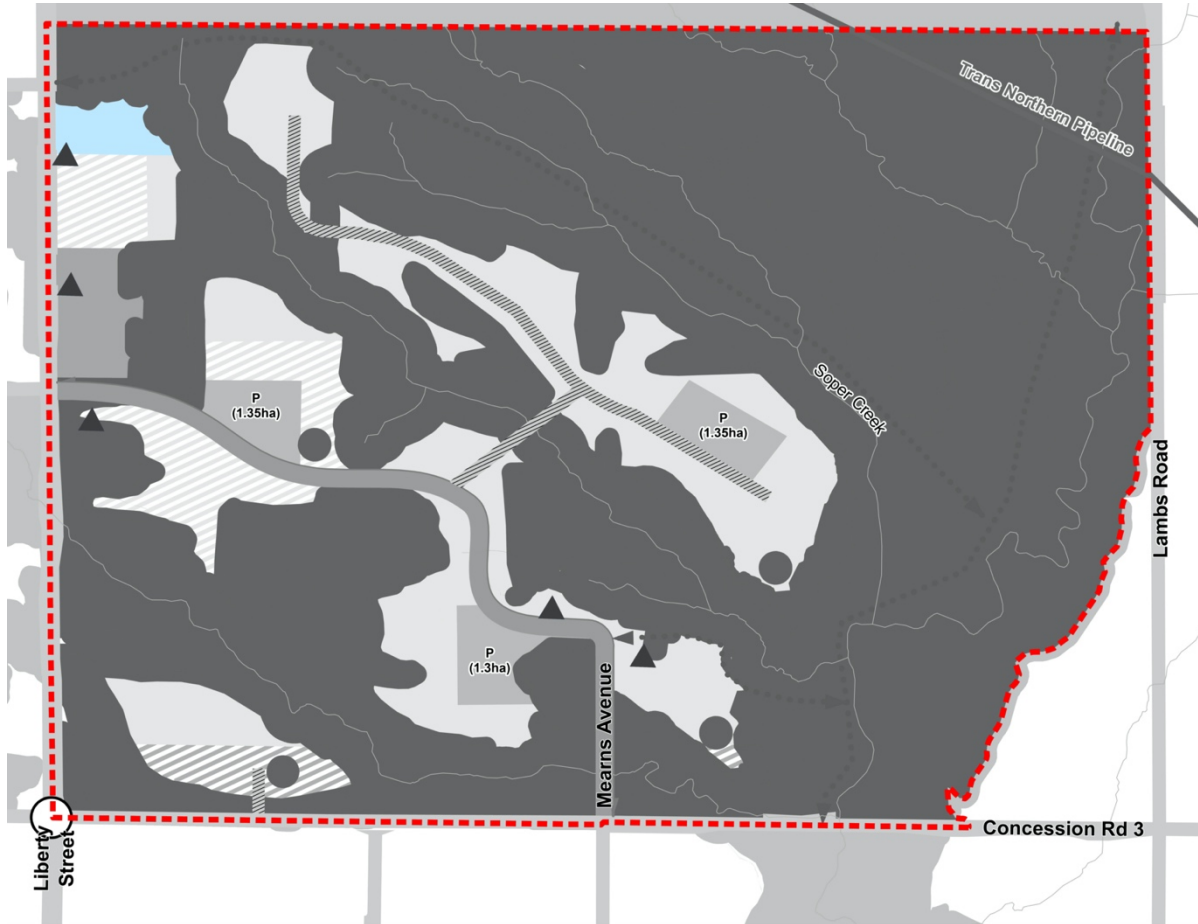 Trans Northern Pipeline
P
(1.35ha)
P
(1.35ha)
Soper Creek
Lambs Road
P
(1.3ha)
Mearns Avenue
Liberty
Street
Concession Rd 3